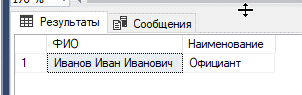 Результаты Сообщения
ФИО Наименование
1 Иванов Иван Иванович Официант